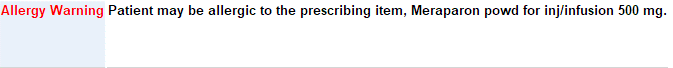 Allergy Warning Patient may be allergic to the prescribing item, Meraparon powd for inj/infusion 500 mg.